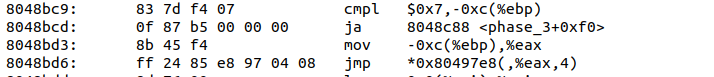 8048bc9: 83 7d f4 07 cmpl $0x7,-0xc(%ebp)
8048bcd: 0f 87 b5 00 00 00 ja 8048c88 <phase_3+0xf0>
8048bd3: 8b 45 f4 mov -0xc(%ebp),%eax
8048bd6: ff 24 85 e8 97 04 08 jmp *0x80497e8(,%eax,4)